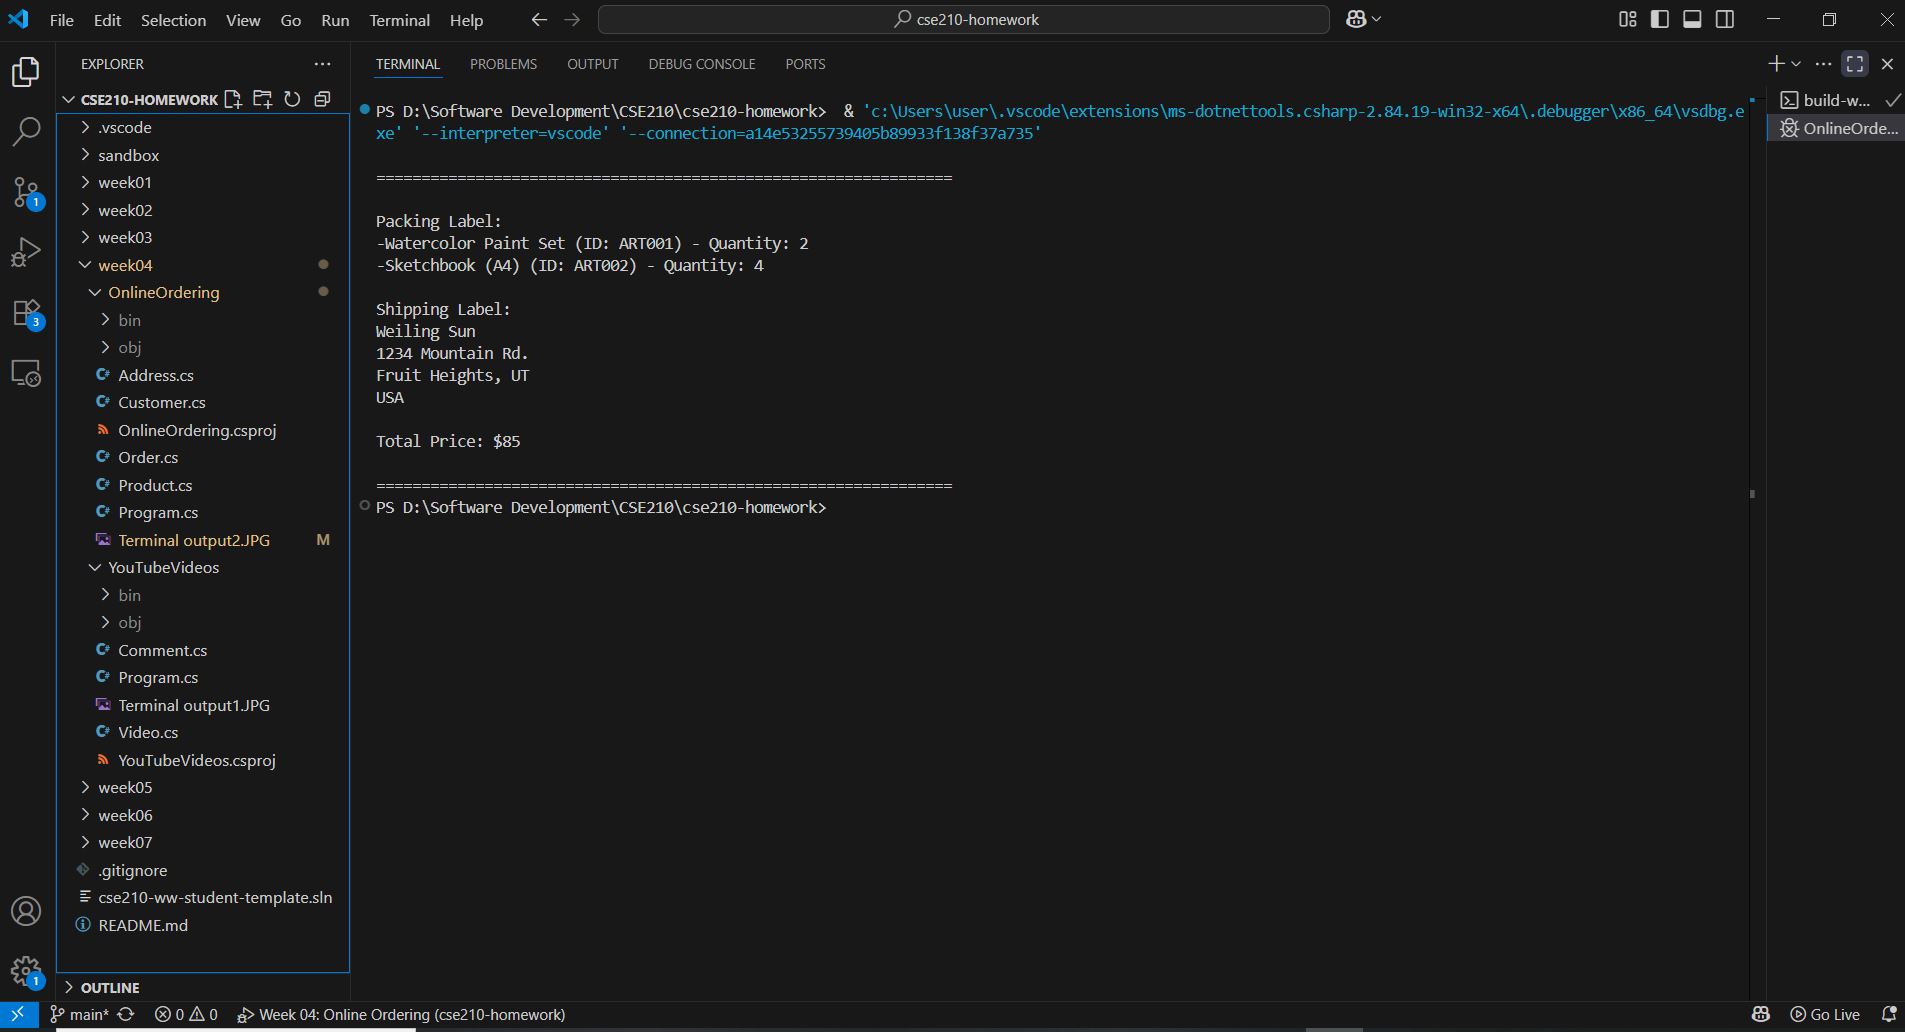 File Edit Selection View Go Run Terminal Help
cse210-homework
EXPLORER
CSE210-HOMEWORK
.vscode
sandbox
week01
week02
week03
week04
OnlineOrdering
bin
obj
Address.cs
Customer.cs
OnlineOrdering.csproj
Order.cs
Product.cs
Program.cs
Terminal output2.JPG M
YouTubeVideos
bin
obj
Comment.cs
Program.cs
Terminal output1.JPG
Video.cs
YouTubeVideos.csproj
week05
week06
week07
.gitignore
cse210-ww-student-template.sln
README.md
OUTLINE
1
3
1
TERMINAL PROBLEMS OUTPUT DEBUG CONSOLE PORTS
PS D:\Software Development\CSE210\cse210-homework>  & 'c:\Users\user\.vscode\extensions\ms-dotnettools.csharp-2.84.19-win32-x64\.debugger\x86_64\vsdbg.e
xe' '--interpreter=vscode' '--connection=a14e53255739405b89933f138f37a735'
================================================================
Packing Label:
-Watercolor Paint Set (ID: ART001) - Quantity: 2
-Sketchbook (A4) (ID: ART002) - Quantity: 4
Shipping Label:
Weiling Sun
1234 Mountain Rd.
Fruit Heights, UT
USA
Total Price: $85
================================================================
PS D:\Software Development\CSE210\cse210-homework>
build-w...
OnlineOrde...
main* 0 0 Week 04: Online Ordering (cse210-homework) Go Live